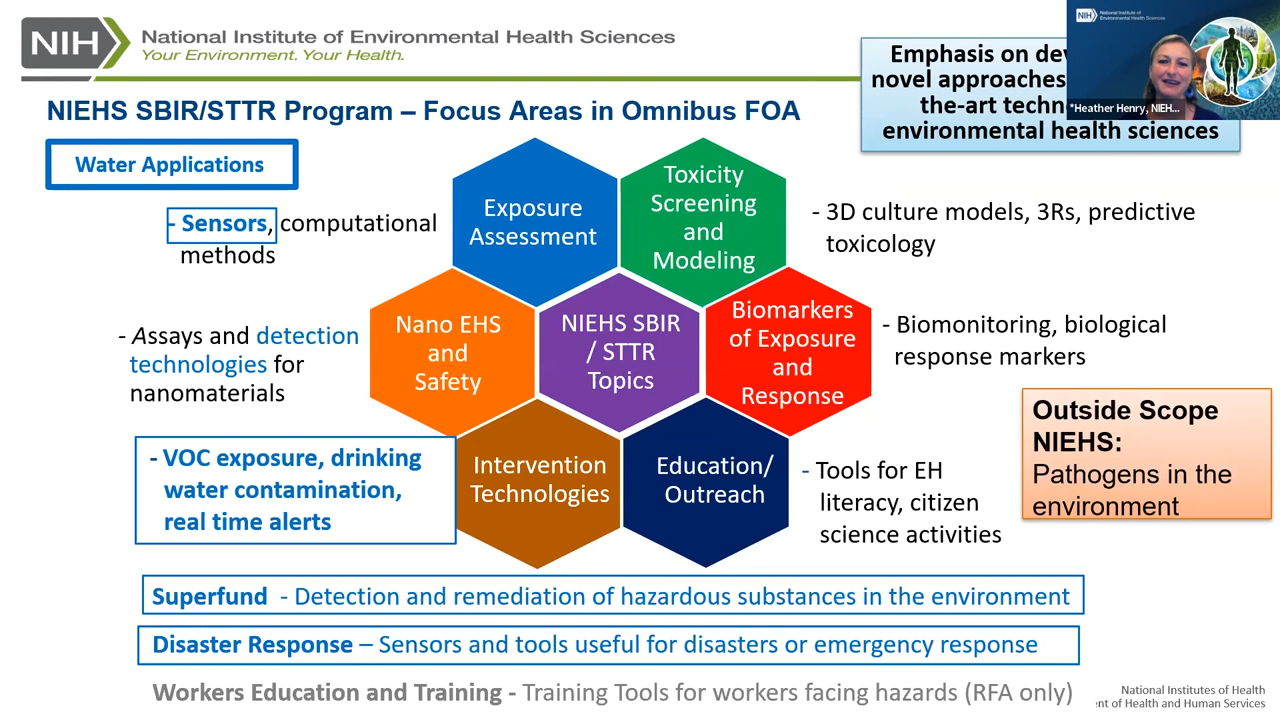 NIH
National Institute of Environmental Health Sciences
Your Environment. Your Health.
NIH
National Institute of
Environmental Health Sciences
*Heather Henry, NIEH...
Emphasis on
novel approaches
the-art
environmental health sciences
NIEHS SBIR/STTR Program – Focus Areas in Omnibus FOA
Water Applications
- Sensors, computational
methods
Exposure
Assessment
Toxicity
Screening
and
Modeling
- 3D culture models, 3Rs, predictive
toxicology
- Assays and detection
technologies for
nanomaterials
Nano EHS
and
Safety
NIEHS SBIR
/ STTR
Topics
Biomarkers
of Exposure
and
Response
- Biomonitoring, biological
response markers
Outside Scope
NIEHS:
Pathogens in the
environment
- VOC exposure, drinking
water contamination,
real time alerts
Intervention
Technologies
Education/
Outreach
- Tools for EH
literacy, citizen
science activities
Superfund - Detection and remediation of hazardous substances in the environment
Disaster Response – Sensors and tools useful for disasters or emergency response
Workers Education and Training - Training Tools for workers facing hazards (RFA only)
National Institutes of Health
of Health and Human Services